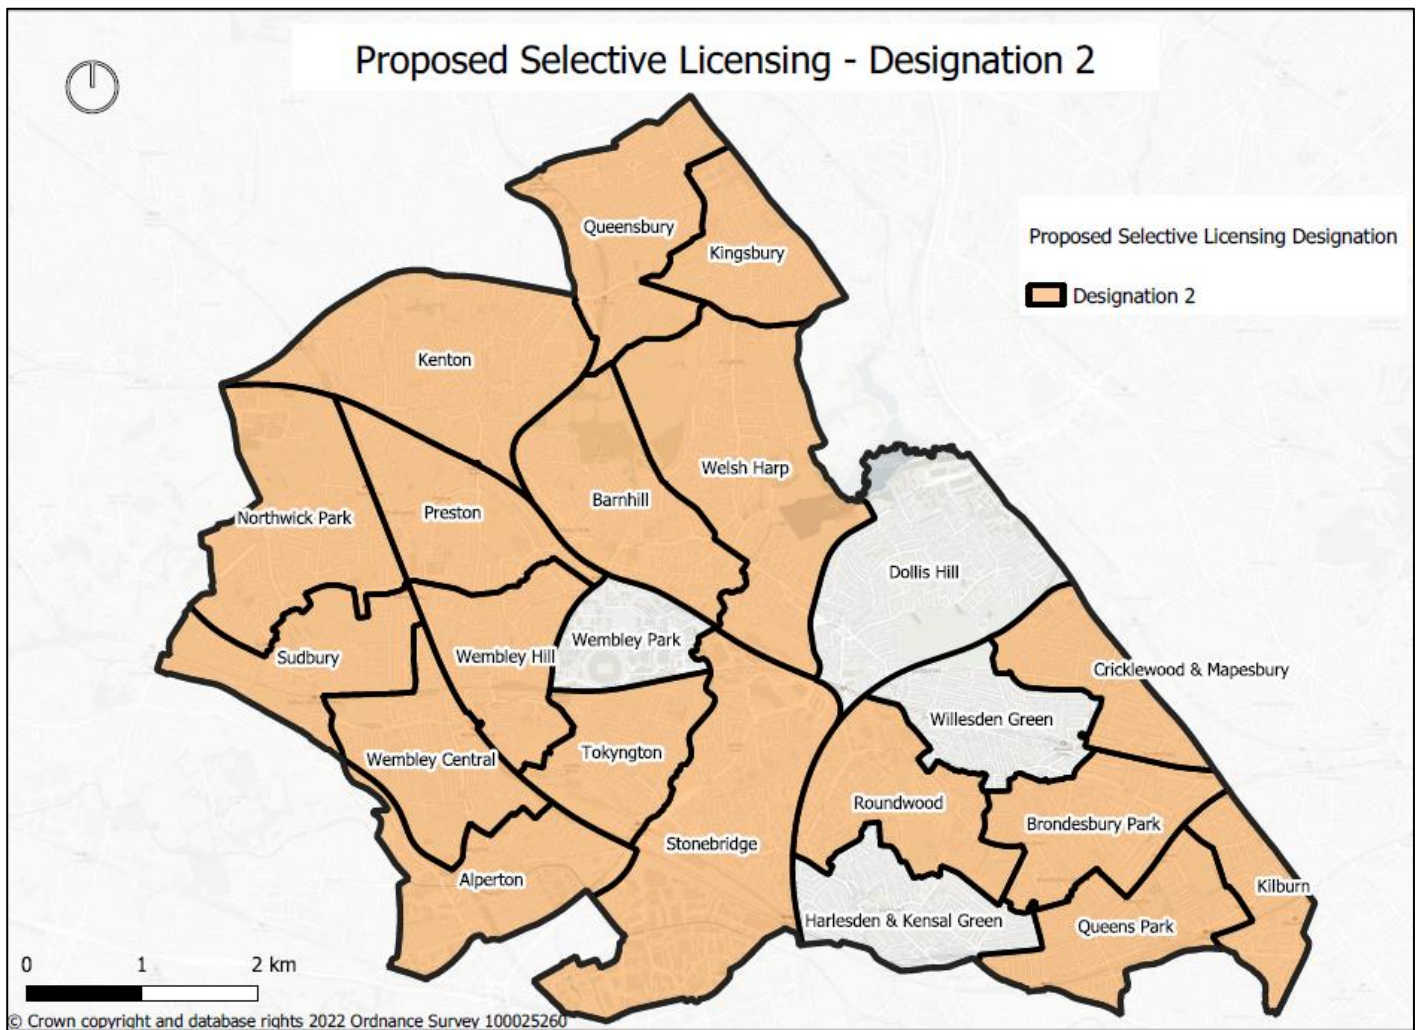 Proposed Selective Licensing - Designation 2
Queensbury
Kingsbury
Proposed Selective Licensing Designation
Designation 2
Kenton
Welsh Harp
Barnhill
Preston
Northwick Park
Dollis Hill
Wembley Park
Wembley Hill
Sudbury
Cricklewood & Mapesbury
Willesden Green
Tokyngton
Wembley Central
Roundwood
Brondesbury Park
Stonebridge
Alperton
Kilburn
Harlesden & Kensal Green
Queens Park
0 1 2 km
© Crown copyright and database rights 2022 Ordnance Survey 100025260